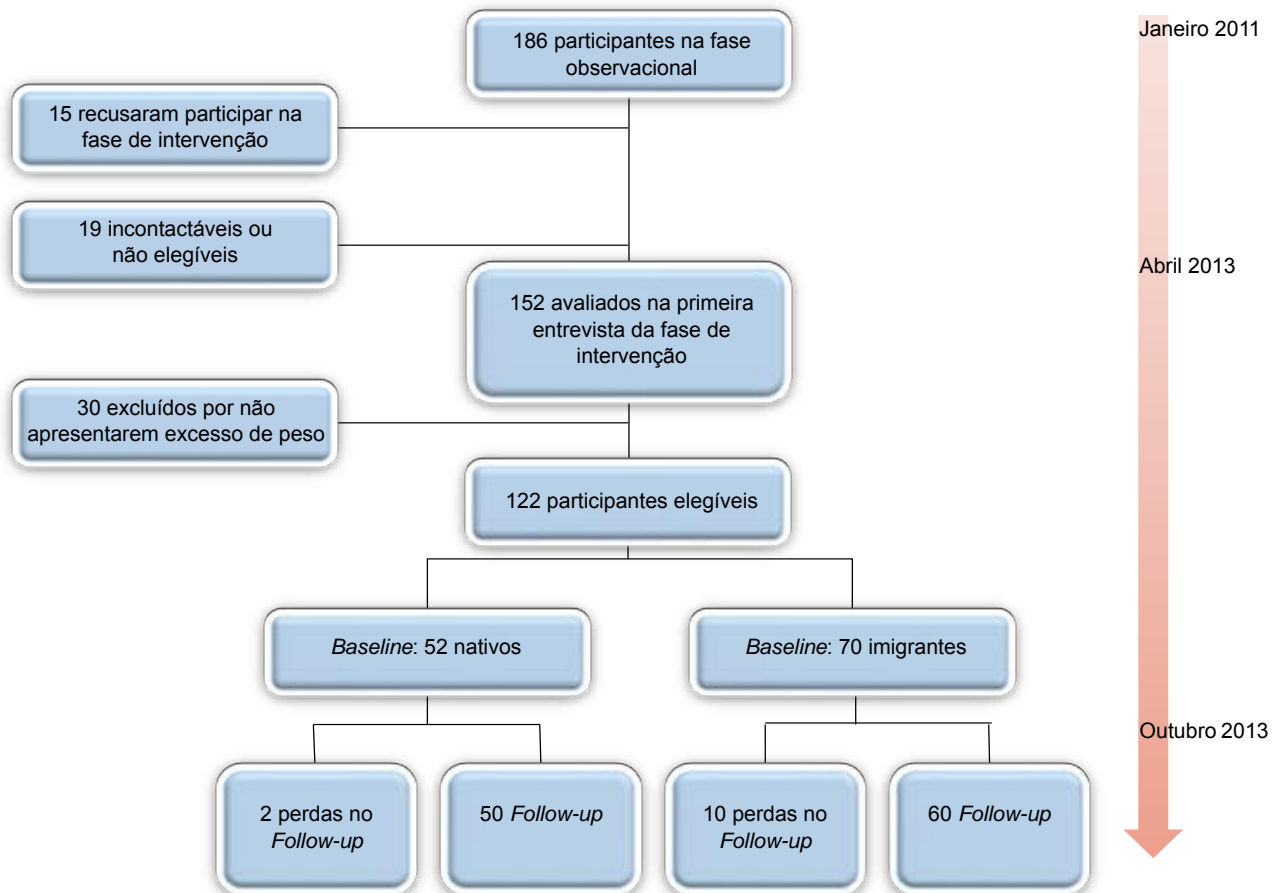 186 participantes na fase
observacional
Janeiro 2011
15 recusaram participar na
fase de intervenção
19 incontactáveis ou
não elegíveis
Abril 2013
152 avaliados na primeira
entrevista da fase de
intervenção
30 excluídos por não
apresentarem excesso de peso
122 participantes elegíveis
Baseline: 52 nativos
Baseline: 70 imigrantes
Outubro 2013
2 perdas no
Follow-up
50 Follow-up
10 perdas no
Follow-up
60 Follow-up